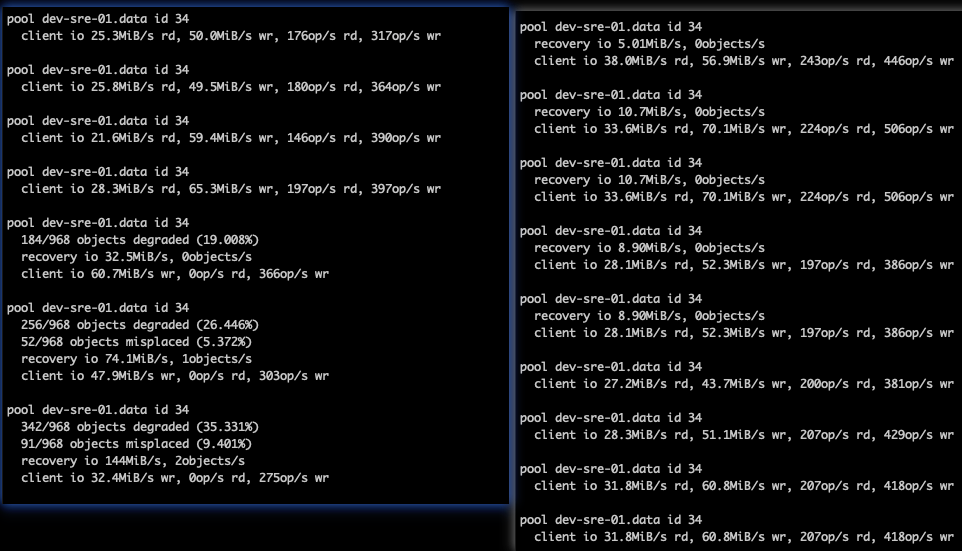 pool dev-sre-01.data id 34
  client io 25.3MiB/s rd, 50.0MiB/s wr, 176op/s rd, 317op/s wr

pool dev-sre-01.data id 34
  client io 25.8MiB/s rd, 49.5MiB/s wr, 180op/s rd, 364op/s wr

pool dev-sre-01.data id 34
  client io 21.6MiB/s rd, 59.4MiB/s wr, 146op/s rd, 390op/s wr

pool dev-sre-01.data id 34
  client io 28.3MiB/s rd, 65.3MiB/s wr, 197op/s rd, 397op/s wr

pool dev-sre-01.data id 34
  184/968 objects degraded (19.008%)
  recovery io 32.5MiB/s, 0objects/s
  client io 60.7MiB/s wr, 0op/s rd, 366op/s wr

pool dev-sre-01.data id 34
  256/968 objects degraded (26.446%)
  52/968 objects misplaced (5.372%)
  recovery io 74.1MiB/s, 1objects/s
  client io 47.9MiB/s wr, 0op/s rd, 303op/s wr

pool dev-sre-01.data id 34
  342/968 objects degraded (35.331%)
  91/968 objects misplaced (9.401%)
  recovery io 144MiB/s, 2objects/s
  client io 32.4MiB/s wr, 0op/s rd, 275op/s wr

pool dev-sre-01.data id 34
  recovery io 5.01MiB/s, 0objects/s
  client io 38.0MiB/s rd, 56.9MiB/s wr, 243op/s rd, 446op/s wr

pool dev-sre-01.data id 34
  recovery io 10.7MiB/s, 0objects/s
  client io 33.6MiB/s rd, 70.1MiB/s wr, 224op/s rd, 506op/s wr

pool dev-sre-01.data id 34
  recovery io 10.7MiB/s, 0objects/s
  client io 33.6MiB/s rd, 70.1MiB/s wr, 224op/s rd, 506op/s wr

pool dev-sre-01.data id 34
  recovery io 8.90MiB/s, 0objects/s
  client io 28.1MiB/s rd, 52.3MiB/s wr, 197op/s rd, 386op/s wr

pool dev-sre-01.data id 34
  recovery io 8.90MiB/s, 0objects/s
  client io 28.1MiB/s rd, 52.3MiB/s wr, 197op/s rd, 386op/s wr

pool dev-sre-01.data id 34
  client io 27.2MiB/s rd, 43.7MiB/s wr, 200op/s rd, 381op/s wr

pool dev-sre-01.data id 34
  client io 28.3MiB/s rd, 51.1MiB/s wr, 207op/s rd, 429op/s wr

pool dev-sre-01.data id 34
  client io 31.8MiB/s rd, 60.8MiB/s wr, 207op/s rd, 418op/s wr

pool dev-sre-01.data id 34
  client io 31.8MiB/s rd, 60.8MiB/s wr, 207op/s rd, 418op/s wr